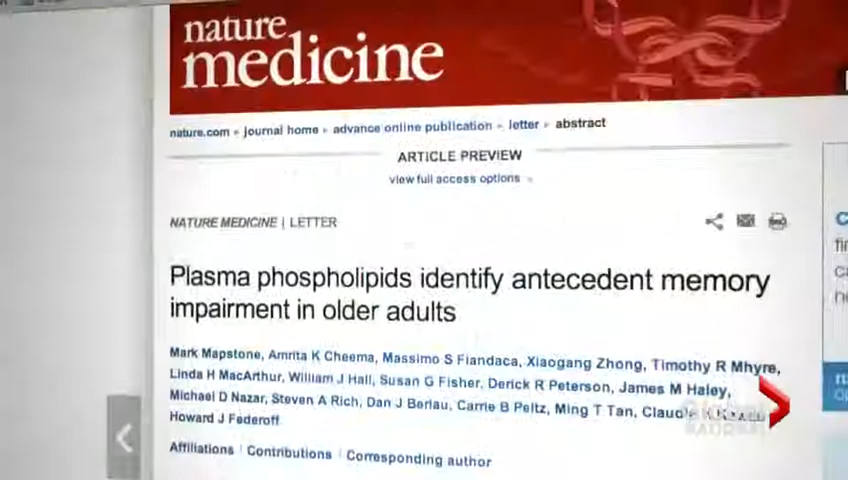 nature
medicine
nature.com ▸ journal home ▸ advance online publication ▸ letter ▸ abstract
ARTICLE PREVIEW
view full access options
NATURE MEDICINE | LETTER
Plasma phospholipids identify antecedent memory
impairment in older adults
Mark Mapstone, Amrita K Cheema, Massimo S Fiandaca, Xiaogang Zhong, Timothy R Mhyre,
Linda H MacArthur, William J Hall, Susan G Fisher, Derick R Peterson, James M Haley,
Michael D Nazar, Steven A Rich, Dan J Berlau, Carrie B Peltz, Ming T Tan,
Howard J Federoff
Affiliations | Contributions | Corresponding author
Global
NATIONAL